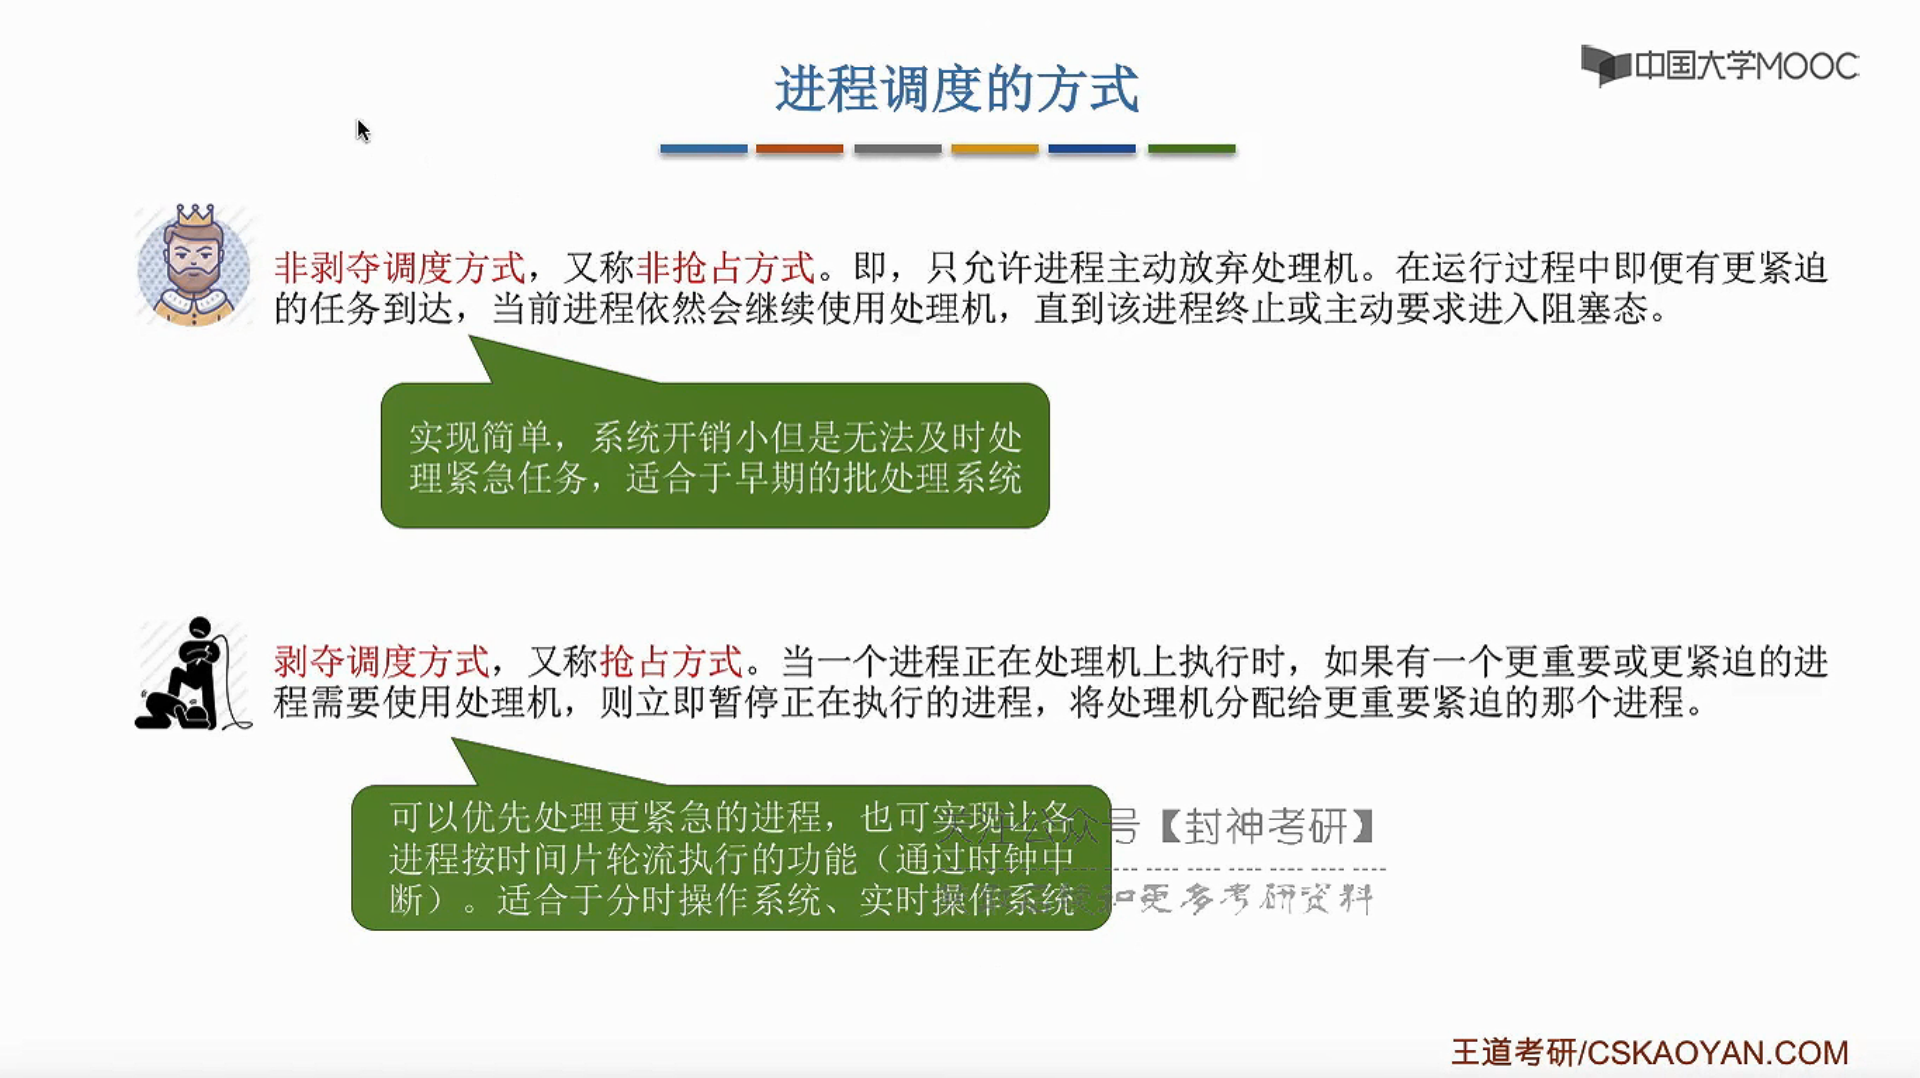 中国大学MOOC
进程调度的方式
非剥夺调度方式，又称非抢占方式。即，只允许进程主动放弃处理机。在运行过程中即便有更紧迫
的任务到达，当前进程依然会继续使用处理机，直到该进程终止或主动要求进入阻塞态。
实现简单，系统开销小但是无法及时处
理紧急任务，适合于早期的批处理系统
剥夺调度方式，又称抢占方式。当一个进程正在处理机上执行时，如果有一个更重要或更紧迫的进
程需要使用处理机，则立即暂停正在执行的进程，将处理机分配给更重要紧迫的那个进程。
可以优先处理更紧急的进程，也可实现让各
进程按时间片轮流执行的功能（通过时钟中
断）。适合于分时操作系统、实时操作系统
关注公众号【封神考研】
更多考研资料
王道考研/CSKAOYAN.COM